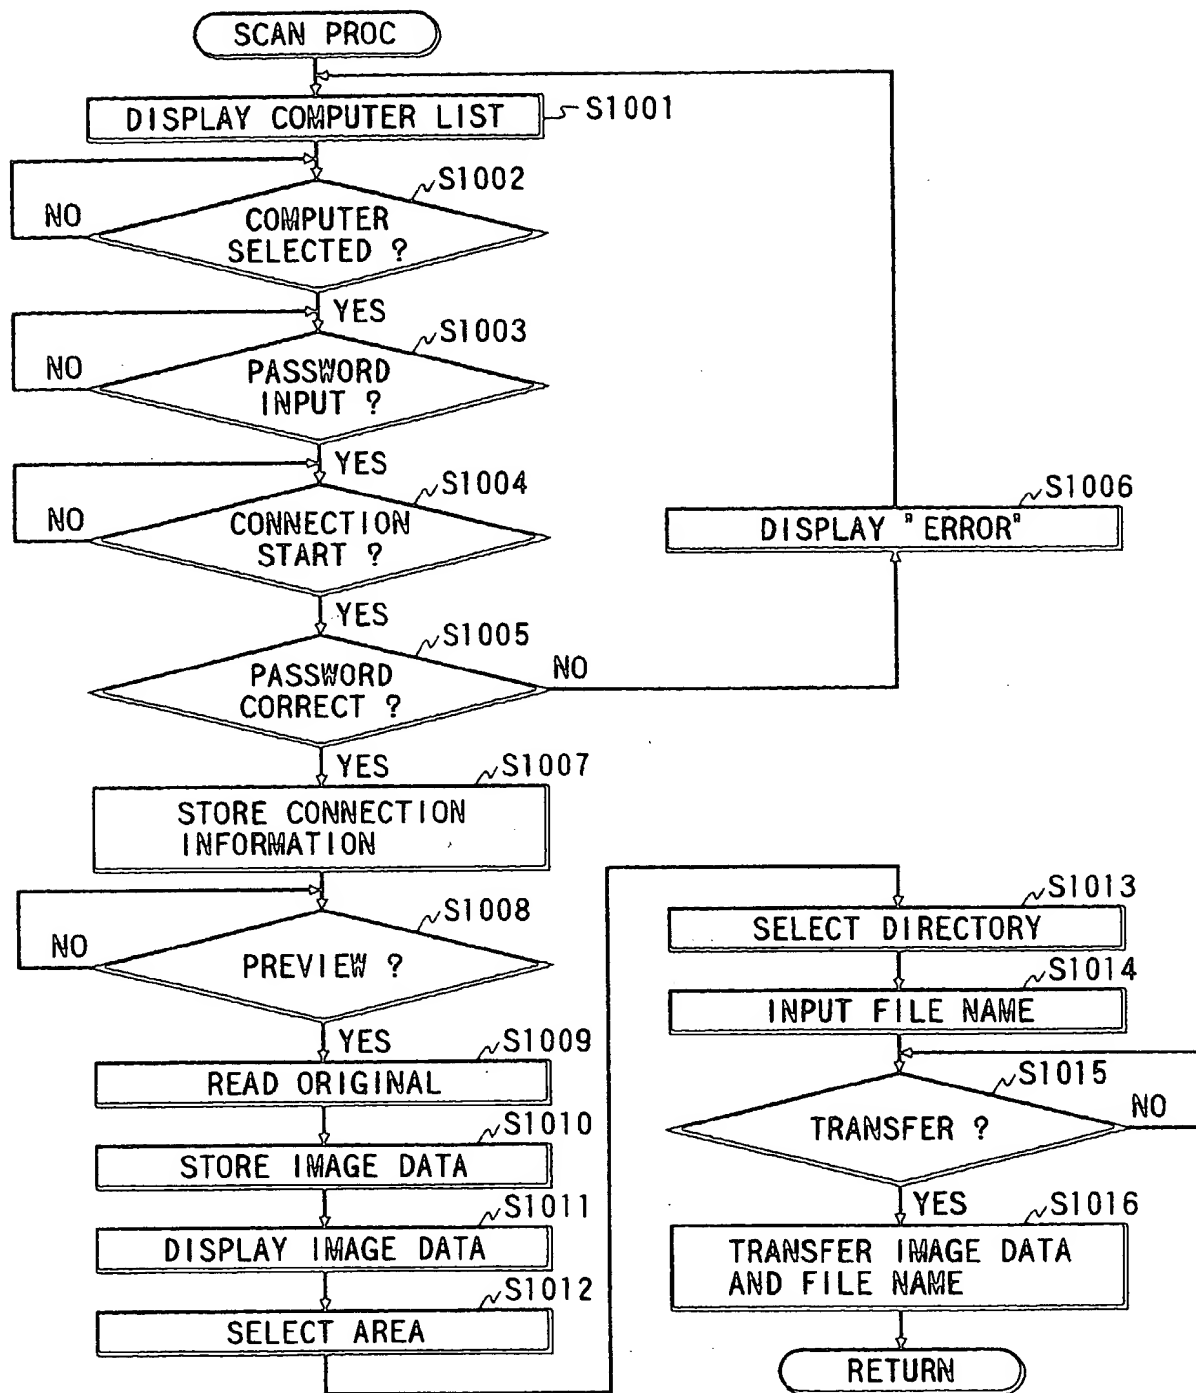 SCAN PROC
DISPLAY COMPUTER LIST
S1001
S1002
COMPUTER
SELECTED ?
NO
YES
S1003
PASSWORD
INPUT ?
NO
YES
S1004
CONNECTION
START ?
NO
YES
S1005
PASSWORD
CORRECT ?
NO
S1006
DISPLAY "ERROR"
YES
S1007
STORE CONNECTION
INFORMATION
S1008
PREVIEW ?
NO
YES
S1009
READ ORIGINAL
S1010
STORE IMAGE DATA
S1011
DISPLAY IMAGE DATA
S1012
SELECT AREA
S1013
SELECT DIRECTORY
S1014
INPUT FILE NAME
S1015
TRANSFER ?
NO
YES
S1016
TRANSFER IMAGE DATA
AND FILE NAME
RETURN